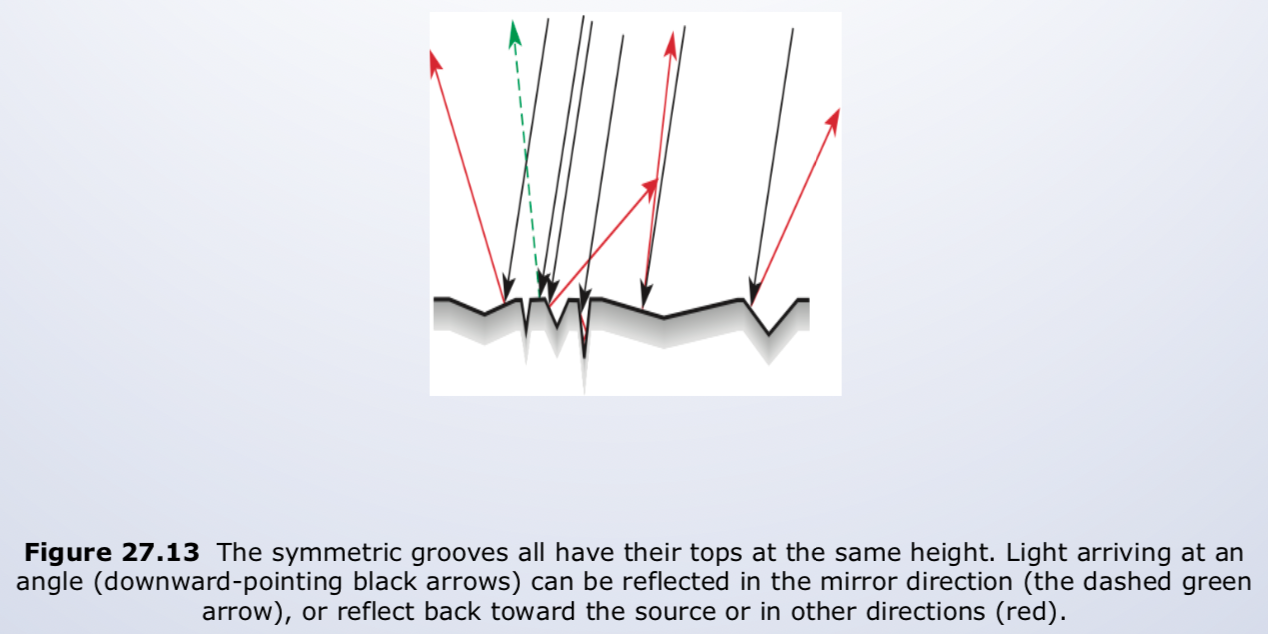 Figure 27.13 The symmetric grooves all have their tops at the same height. Light arriving at an
angle (downward-pointing black arrows) can be reflected in the mirror direction (the dashed green
arrow), or reflect back toward the source or in other directions (red).